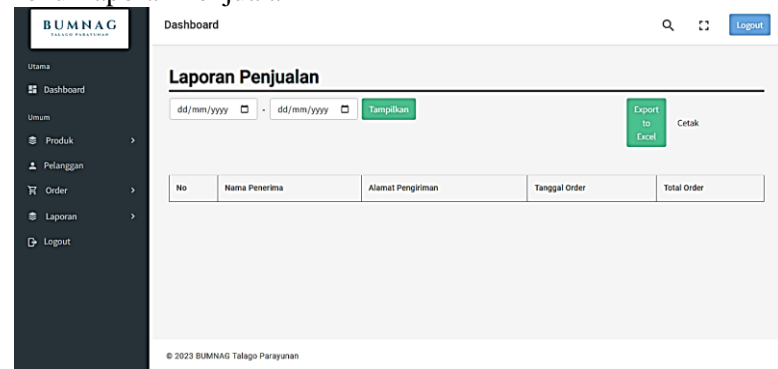 BUMNAG
TALAGO PARAYUNAN
Dashboard
Logout
Utama
Dashboard
Umum
Produk
Pelanggan
Order
Laporan
Logout
Laporan Penjualan
dd/mm/yyyy - dd/mm/yyyy Tampilkan
Export
to
Excel
Cetak
No Nama Penerima Alamat Pengiriman Tanggal Order Total Order
© 2023 BUMNAG Talago Parayunan